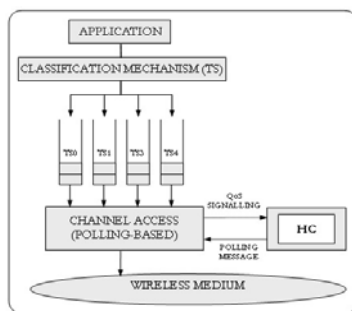 APPLICATION
CLASSIFICATION MECHANISM (TS)
TS0 TS1 TS3 TS4
QoS
SIGNALLING
CHANNEL ACCESS
(POLLING-BASED)
HC
POLLING
MESSAGE
WIRELESS MEDIUM